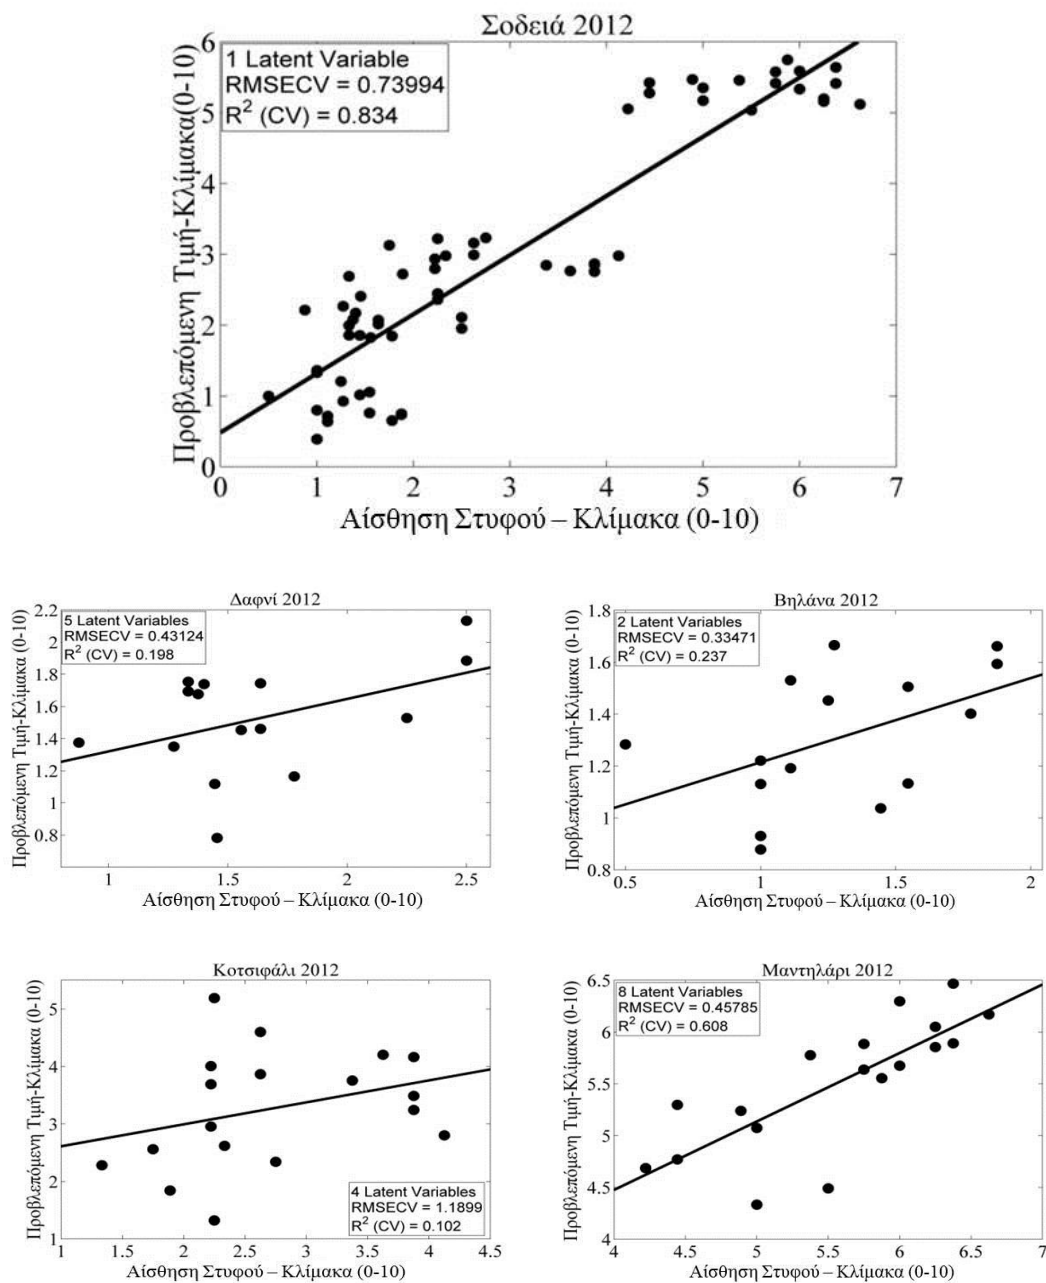 Σοδειά 2012
1 Latent Variable
RMSECV = 0.73994
R² (CV) = 0.834
Προβλεπόμενη Τιμή-Κλίμακα(0-10)
6
5
4
3
2
1
0
0 1 2 3 4 5 6 7
Αίσθηση Στυφού – Κλίμακα (0-10)
Δαφνί 2012
5 Latent Variables
RMSECV = 0.43124
R² (CV) = 0.198
Προβλεπόμενη Τιμή-Κλίμακα (0-10)
2.2
2
1.8
1.6
1.4
1.2
1
0.8
1 1.5 2 2.5
Αίσθηση Στυφού – Κλίμακα (0-10)
Βηλάνα 2012
2 Latent Variables
RMSECV = 0.33471
R² (CV) = 0.237
Προβλεπόμενη Τιμή-Κλίμακα (0-10)
1.8
1.6
1.4
1.2
1
0.8
0.5 1 1.5 2
Αίσθηση Στυφού – Κλίμακα (0-10)
Κοτσιφάλι 2012
4 Latent Variables
RMSECV = 1.1899
R² (CV) = 0.102
Προβλεπόμενη Τιμή-Κλίμακα (0-10)
5
4
3
2
1
1 1.5 2 2.5 3 3.5 4 4.5
Αίσθηση Στυφού – Κλίμακα (0-10)
Μαντηλάρι 2012
8 Latent Variables
RMSECV = 0.45785
R² (CV) = 0.608
Προβλεπόμενη Τιμή-Κλίμακα (0-10)
6.5
6
5.5
5
4.5
4
4 4.5 5 5.5 6 6.5 7
Αίσθηση Στυφού – Κλίμακα (0-10)